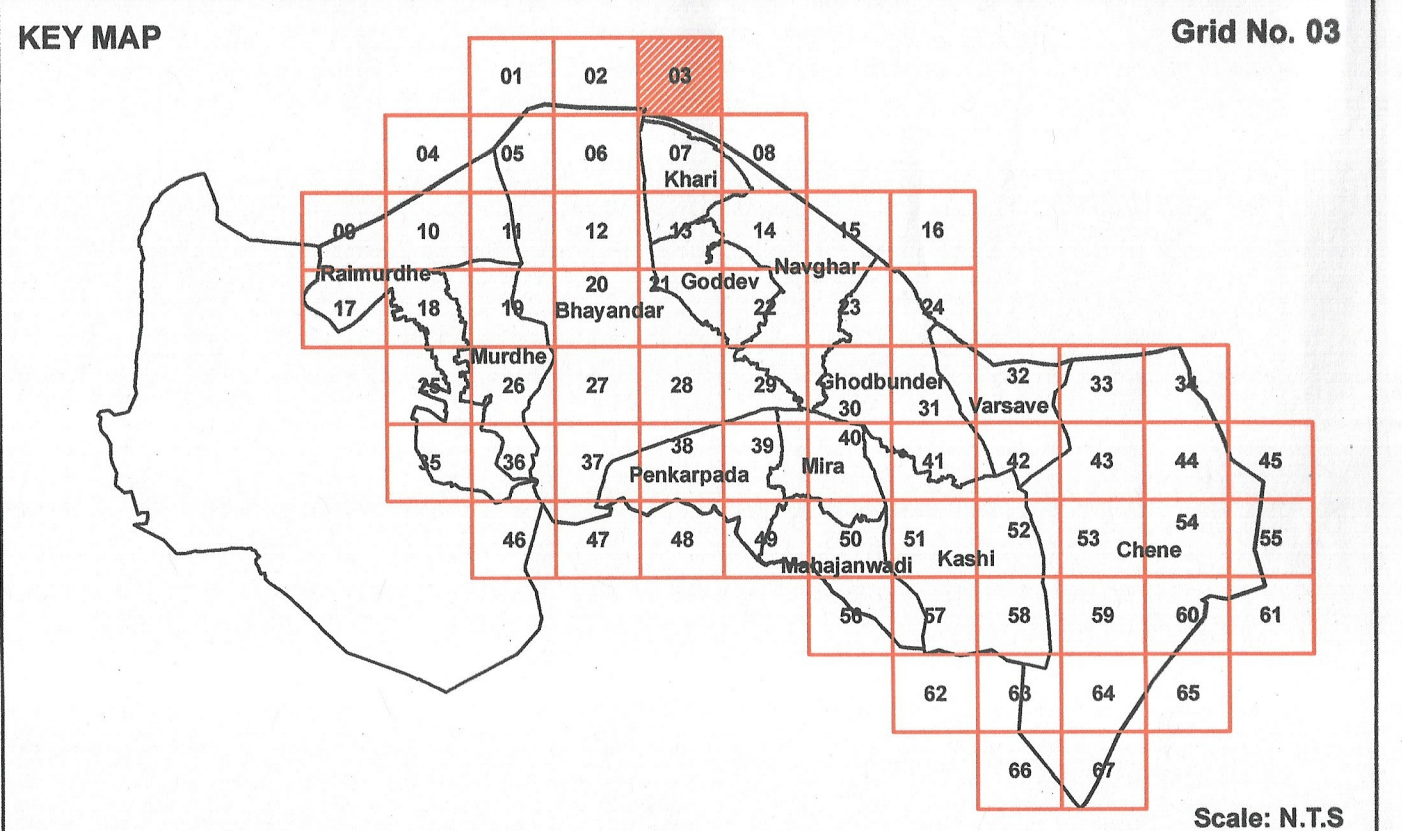 KEY MAP
Grid No. 03
01 02 03
04 05 06 07 08
Khari
09 10 11 12 13 14 15 16
Raimurdhe Goddev Navghar
17 18 19 20 21 22 23 24
Bhayandar
Murdhe
25 26 27 28 29 30 31 32 33 34
Ghodbunder Varsave
35 36 37 38 39 40 41 42 43 44 45
Penkarpada Mira
46 47 48 49 50 51 52 53 54 55
Mahajanwadi Kashi Chene
56 57 58 59 60 61
62 63 64 65
66 67
Scale: N.T.S